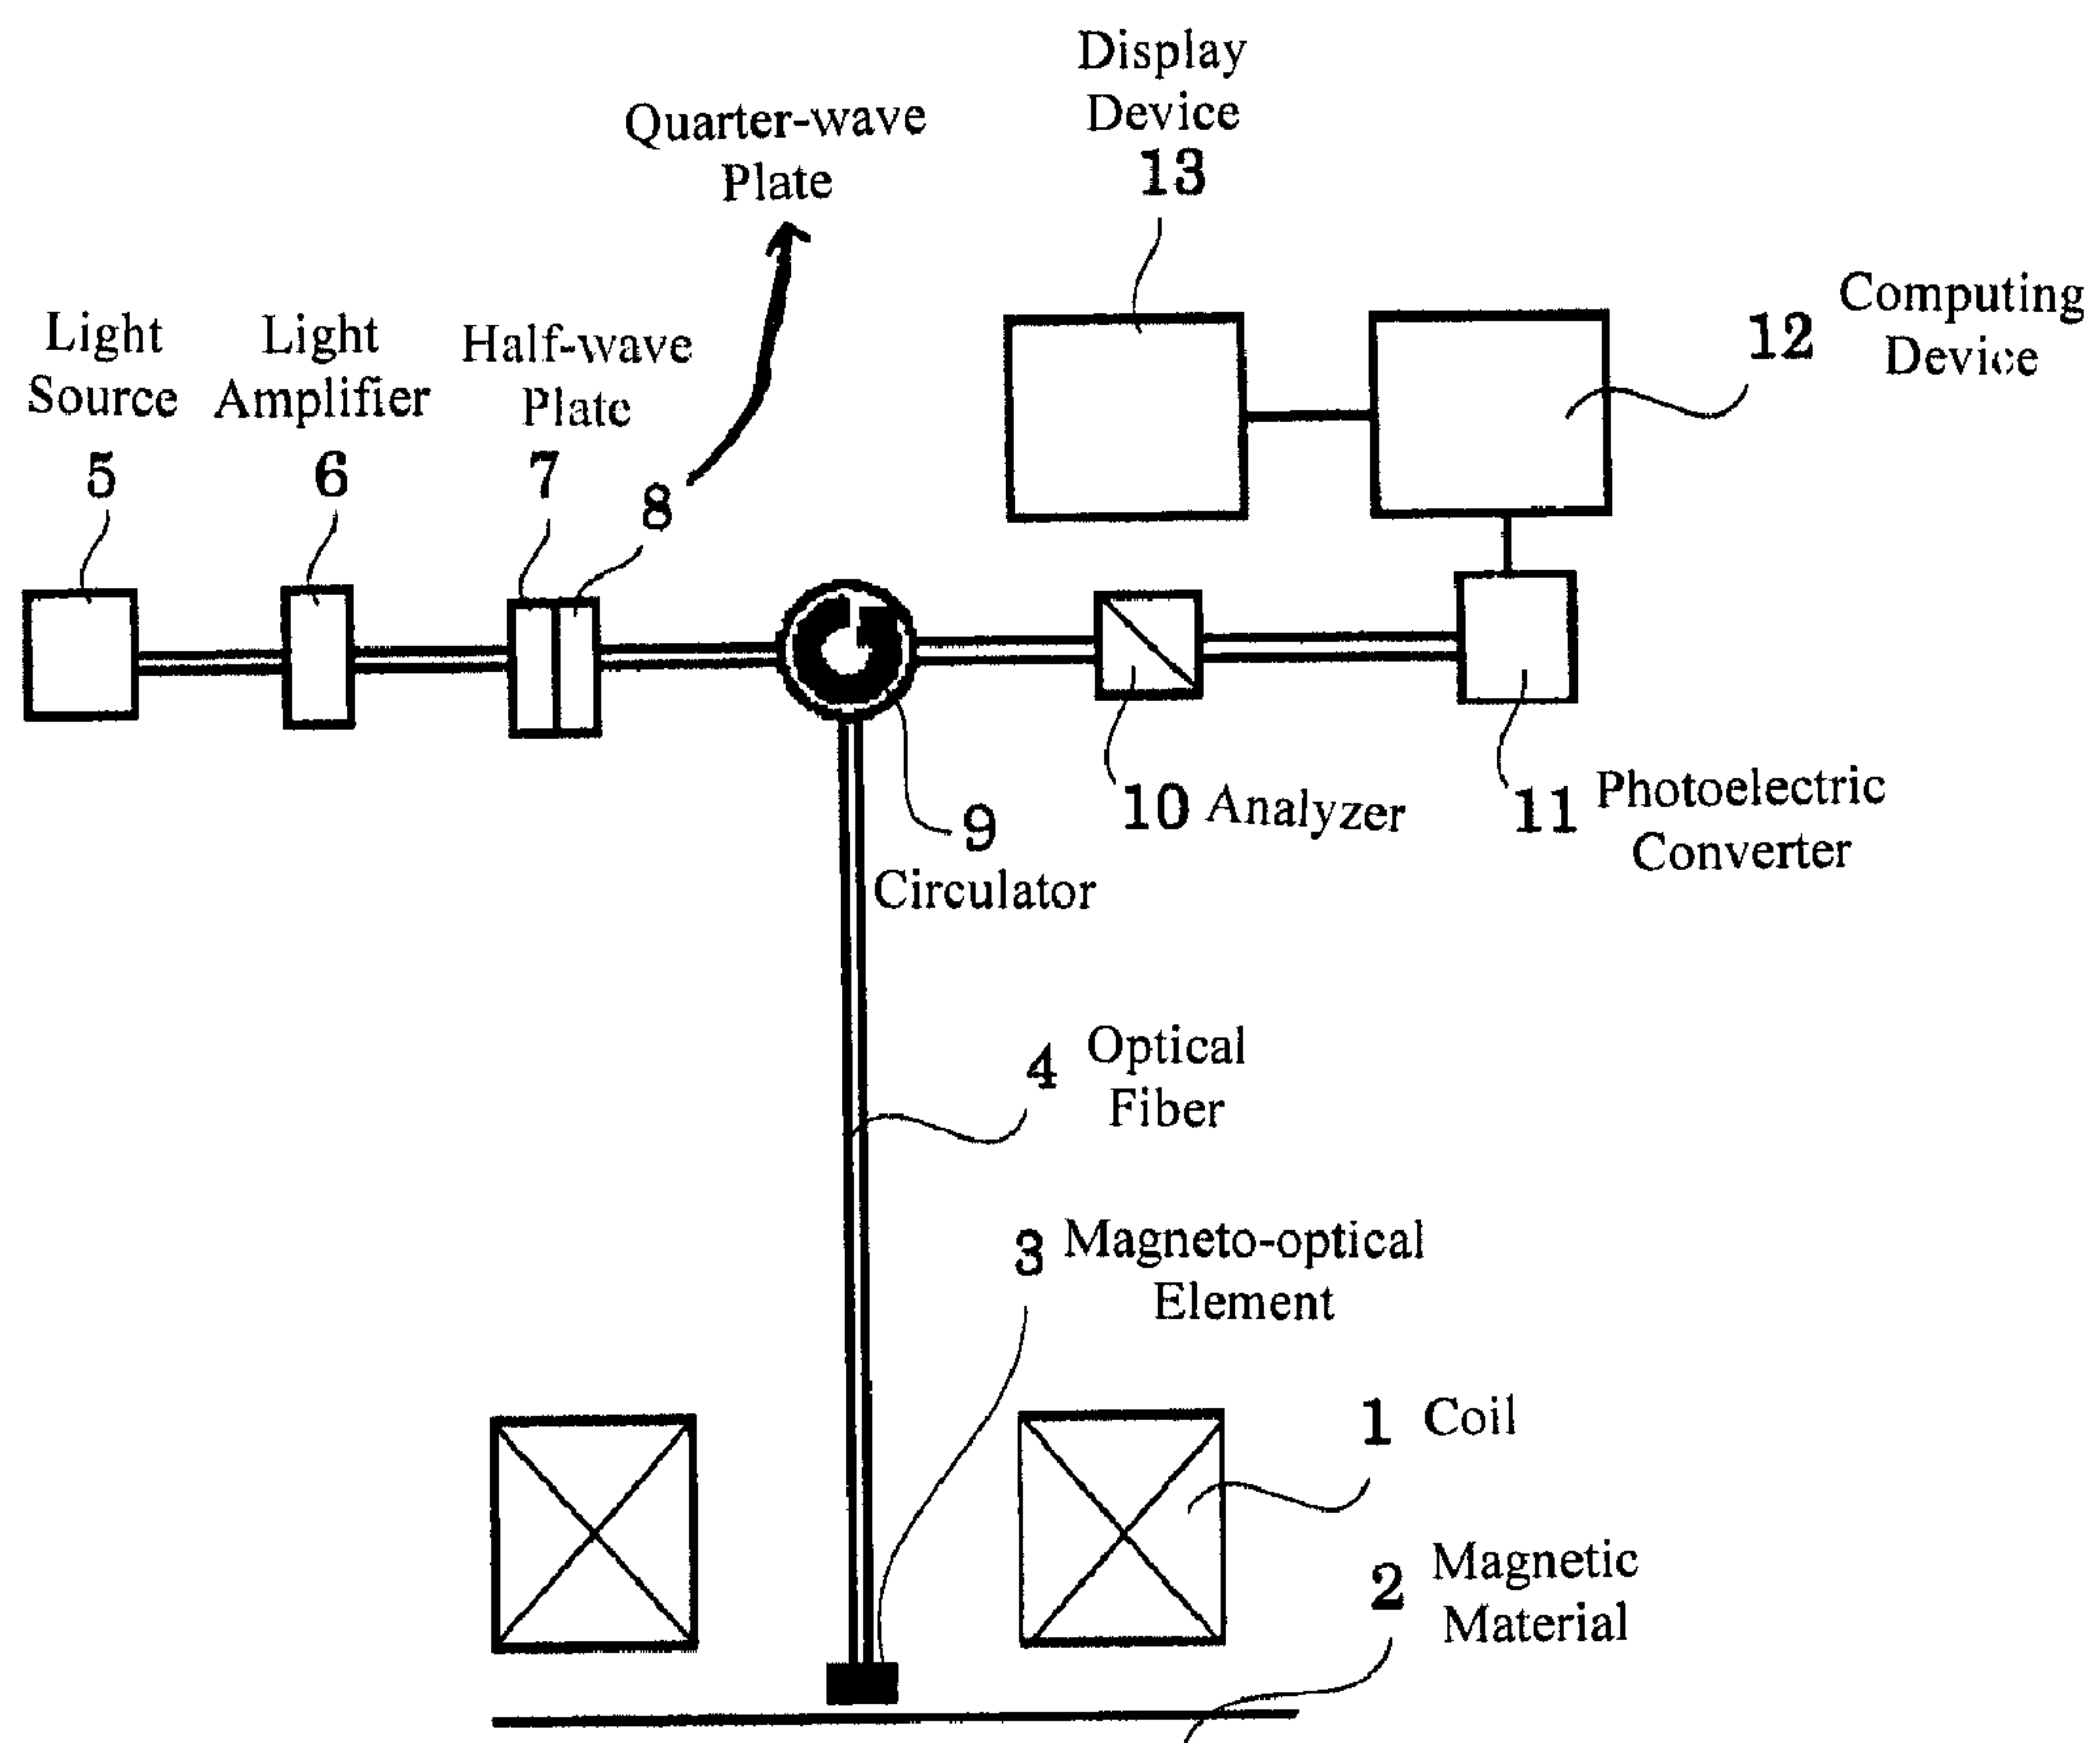 Display
Device
13
Quarter-wave
Plate
Computing
12 Device
Light
Source
5
Light
Amplifier
6
Half-wave
Plate
7
8
10 Analyzer
11 Photoelectric
Converter
9
Circulator
4 Optical
Fiber
3 Magneto-optical
Element
1 Coil
2 Magnetic
Material